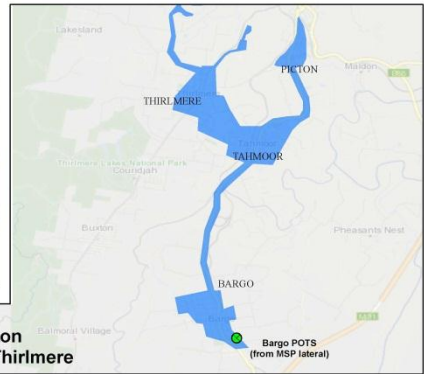 Lakesland
PICTON
Maldon
THIRLMERE
TAHMOOR
Thirlmere Lakes National Park
Couridjah
Buxton
Pheasants Nest
BARGO
Balmoral Village
Bargo POTS
(from MSP lateral)
on
Thirlmere